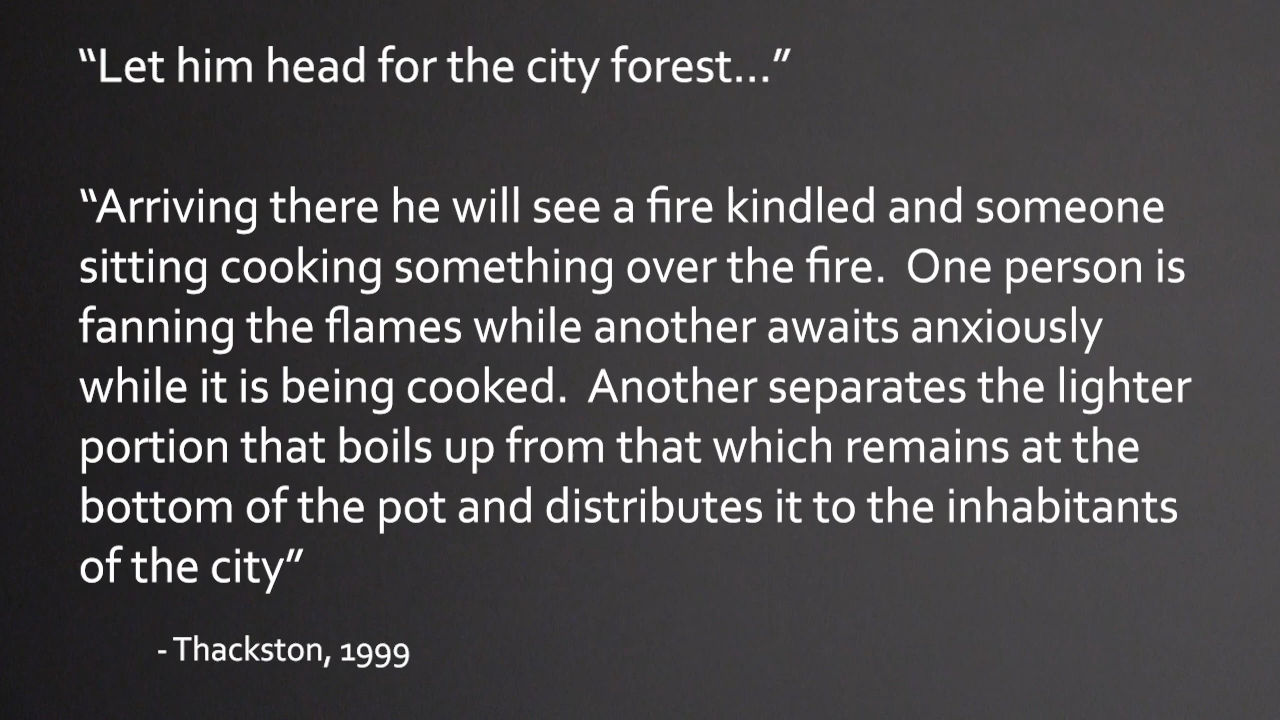 “Let him head for the city forest…”
“Arriving there he will see a fire kindled and someone
sitting cooking something over the fire.  One person is
fanning the flames while another awaits anxiously
while it is being cooked.  Another separates the lighter
portion that boils up from that which remains at the
bottom of the pot and distributes it to the inhabitants
of the city”
- Thackston, 1999